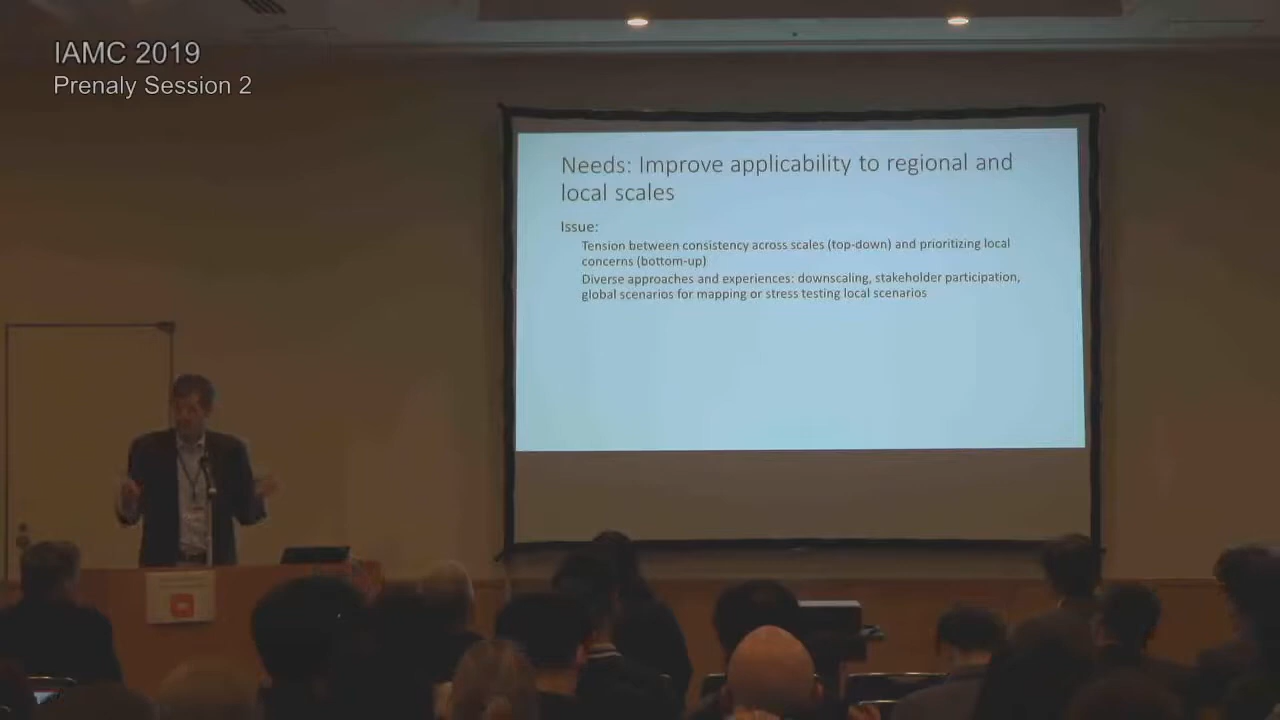 IAMC 2019
Prenaly Session 2
Needs: Improve applicability to regional and
local scales
Issue:
Tension between consistency across scales (top-down) and prioritizing local
concerns (bottom-up)
Diverse approaches and experiences: downscaling, stakeholder participation,
global scenarios for mapping or stress testing local scenarios